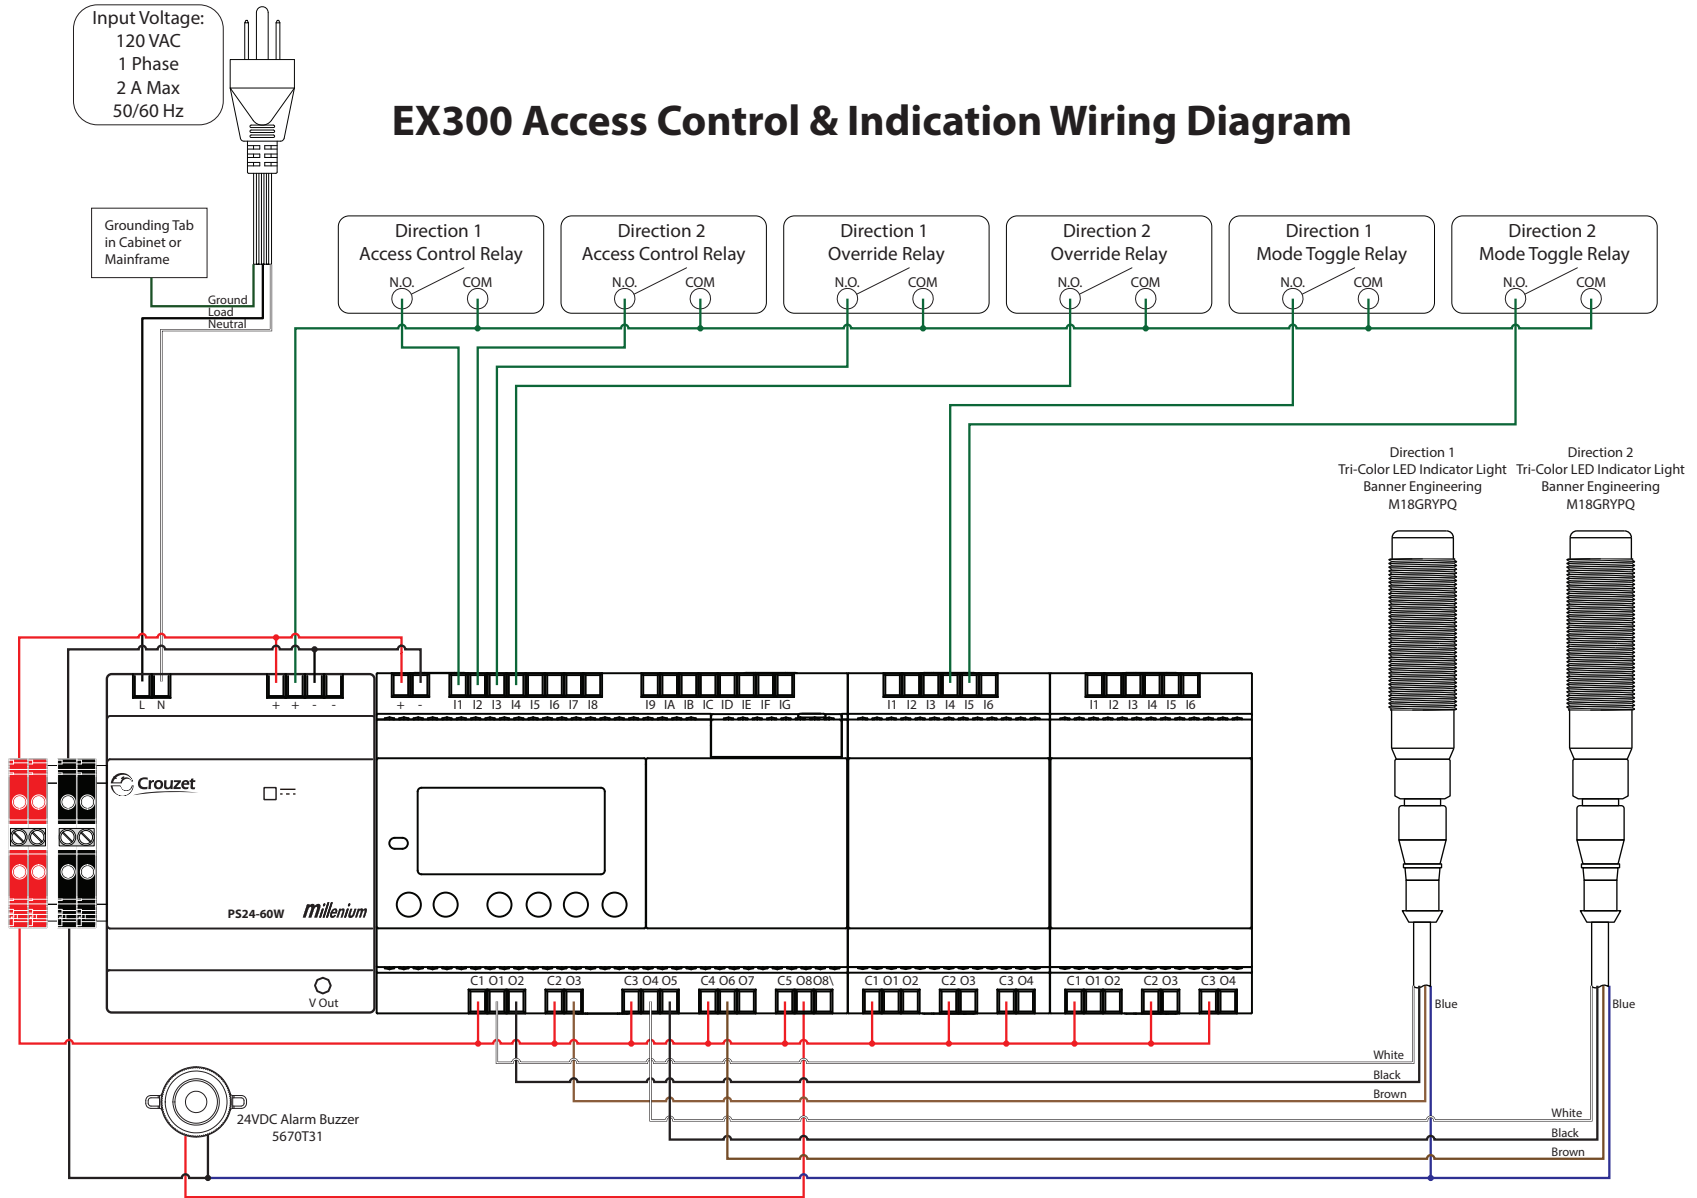 Input Voltage:
120 VAC
1 Phase
2 A Max
50/60 Hz
EX300 Access Control & Indication Wiring Diagram
Grounding Tab
in Cabinet or
Mainframe
Ground
Load
Neutral
Direction 1
Access Control Relay
N.O. COM
Direction 2
Access Control Relay
N.O. COM
Direction 1
Override Relay
N.O. COM
Direction 2
Override Relay
N.O. COM
Direction 1
Mode Toggle Relay
N.O. COM
Direction 2
Mode Toggle Relay
N.O. COM
Direction 1
Tri-Color LED Indicator Light
Banner Engineering
M18GRYPQ
Direction 2
Tri-Color LED Indicator Light
Banner Engineering
M18GRYPQ
L N
+ + - -
+ -
I1 I2 I3 I4 I5 I6 I7 I8
I9 IA IB IC ID IE IF IG
I1 I2 I3 I4 I5 I6
I1 I2 I3 I4 I5 I6
Crouzet
PS24-60W Millenium
V Out
C1 O1 O2
C2 O3
C3 O4 O5
C4 O6 O7
C5 O8 O8\
C1 O1 O2
C2 O3
C3 O4
C1 O1 O2
C2 O3
C3 O4
Blue
Blue
White
Black
Brown
White
Black
Brown
24VDC Alarm Buzzer
5670T31